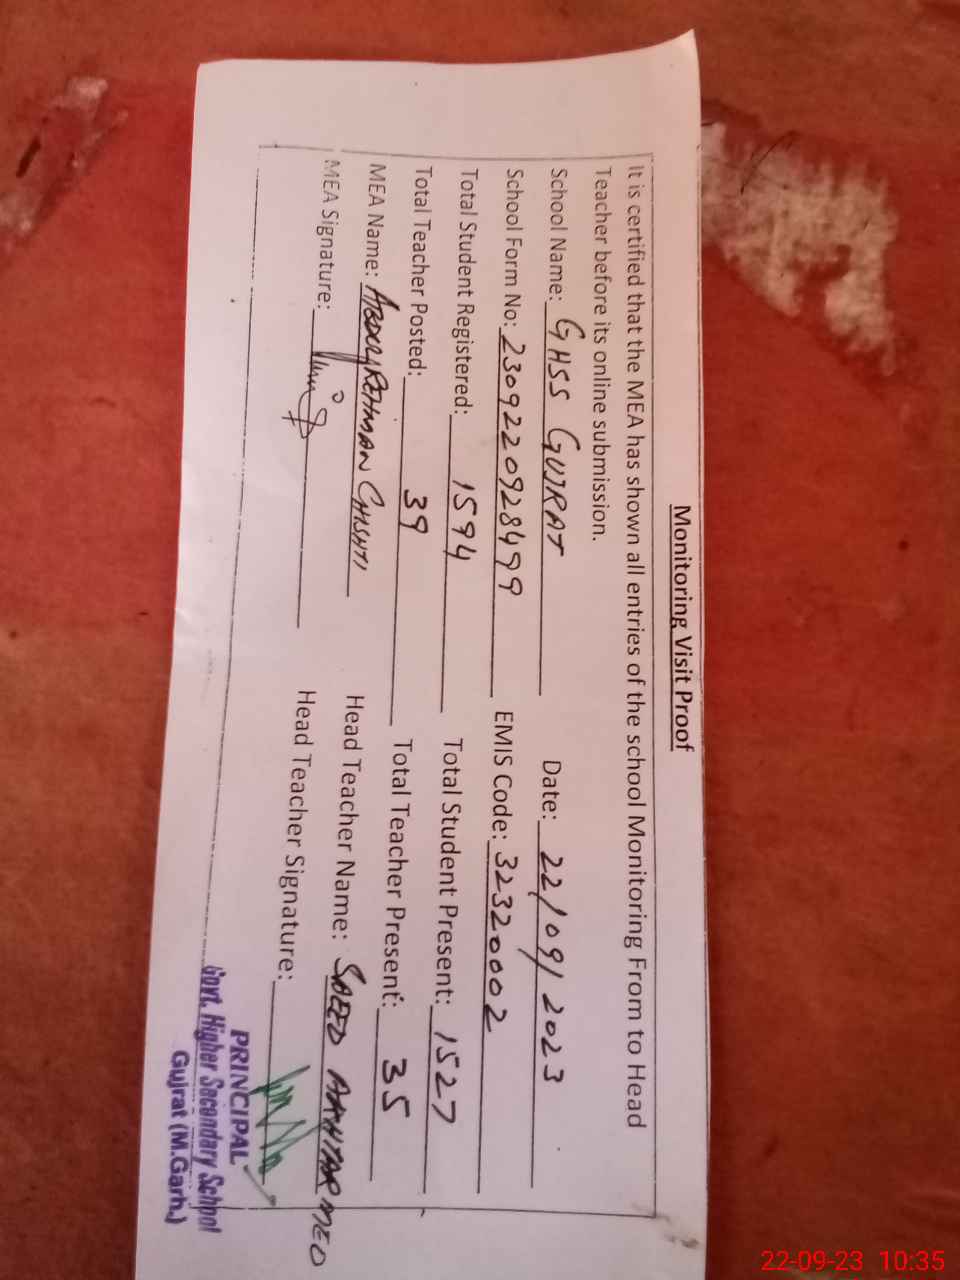 Monitoring Visit Proof
It is certified that the MEA has shown all entries of the school Monitoring From to Head
Teacher before its online submission.
School Name: GHSS GUJRAT Date: 22/09/2023
School Form No: 2309220928499 EMIS Code: 32320002
Total Student Registered: 1594 Total Student Present: 1527
Total Teacher Posted: 39 Total Teacher Present: 35
MEA Name: ABDUL REHMAN CHISHTI Head Teacher Name: SAEED AKHTAR MEO
MEA Signature: Head Teacher Signature:
PRINCIPAL
Govt. Higher Secondary School
Gujrat (M.Garh.)
22-09-23 10:35